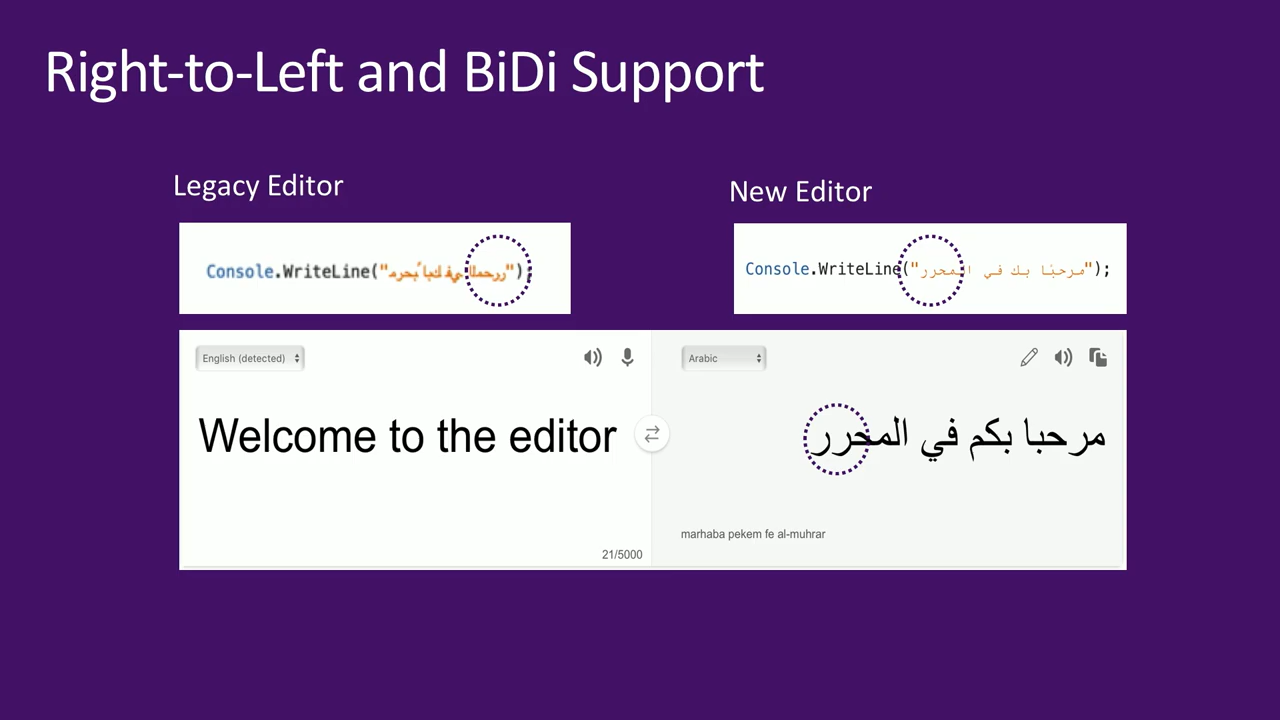 Right-to-Left and BiDi Support
Legacy Editor
New Editor
Console.WriteLine("
Console.WriteLine("مرحبًا بك في المحرر");
English (detected)
Arabic
Welcome to the editor
مرحبا بكم في المحرر
marhaba pekem fe al-muhrar
21/5000